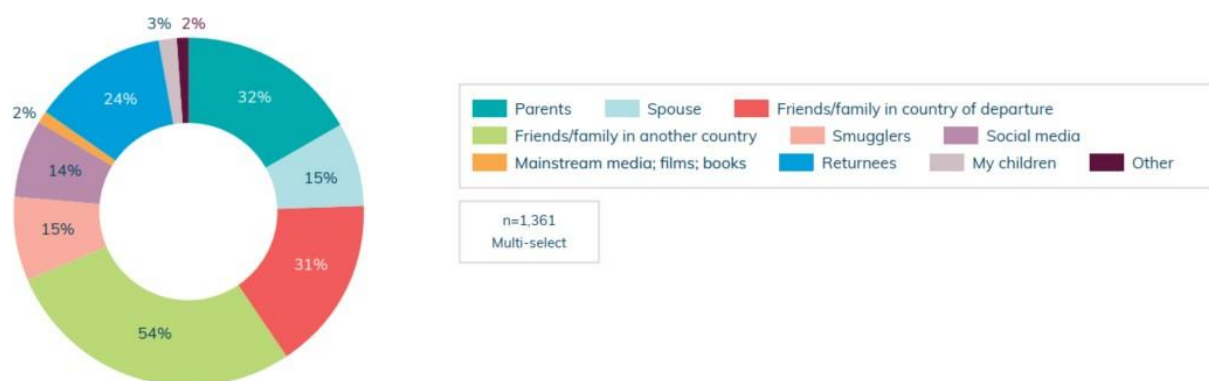 3% 2%
24% 32%
2%
14% 15%
15%
31%
54%
Parents Spouse Friends/family in country of departure
Friends/family in another country Smugglers Social media
Mainstream media; films; books Returnees My children Other
n=1,361
Multi-select